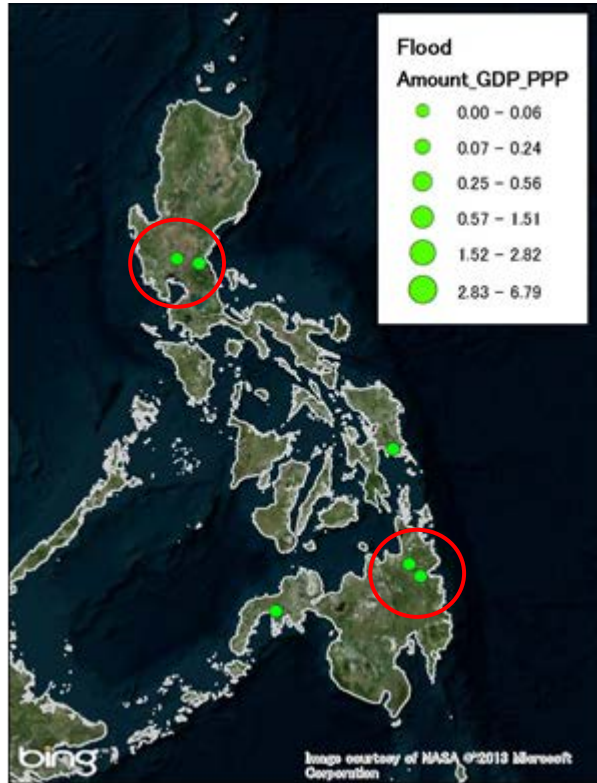 Flood
Amount_GDP_PPP
0.00 - 0.06
0.07 - 0.24
0.25 - 0.56
0.57 - 1.51
1.52 - 2.82
2.83 - 6.79
bing
Image courtesy of NASA ©2013 Microsoft
Corporation